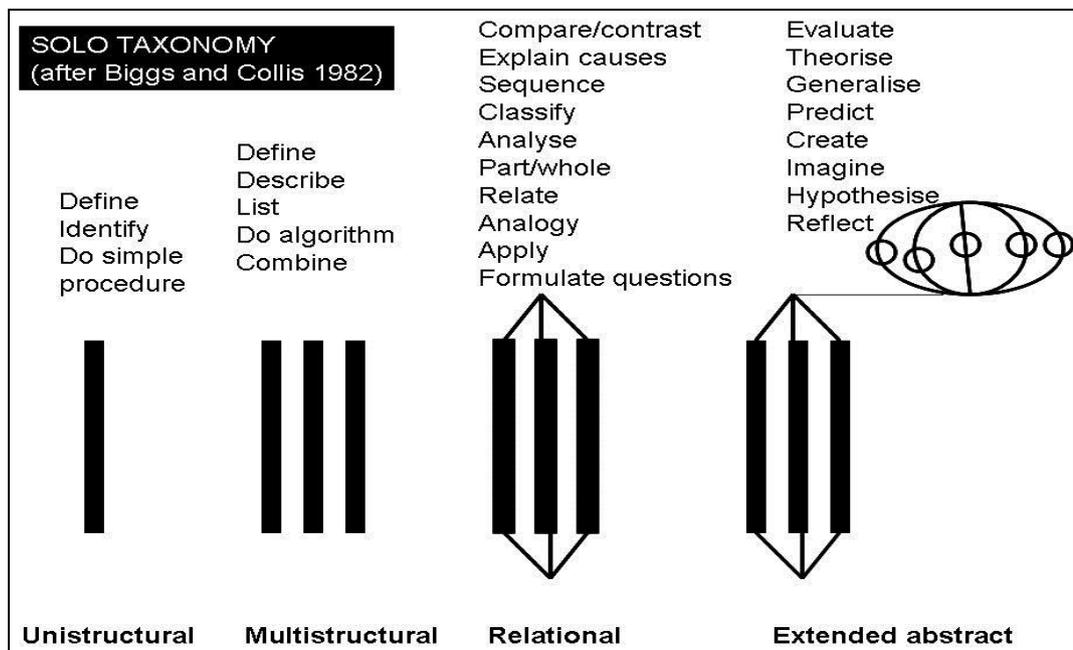 SOLO TAXONOMY
(after Biggs and Collis 1982)
Define
Identify
Do simple
procedure
Define
Describe
List
Do algorithm
Combine
Compare/contrast
Explain causes
Sequence
Classify
Analyse
Part/whole
Relate
Analogy
Apply
Formulate questions
Evaluate
Theorise
Generalise
Predict
Create
Imagine
Hypothesise
Reflect
Unistructural
Multistructural
Relational
Extended abstract